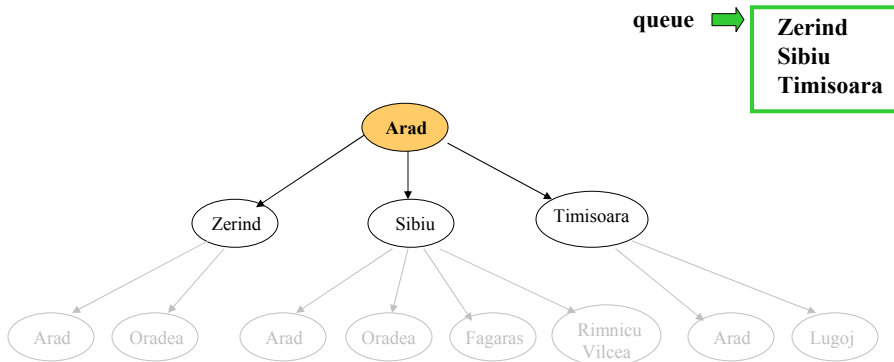 queue
Zerind
Sibiu
Timisoara
Arad
Zerind
Sibiu
Timisoara
Arad
Oradea
Arad
Oradea
Fagaras
Rimnicu
Vilcea
Arad
Lugoj